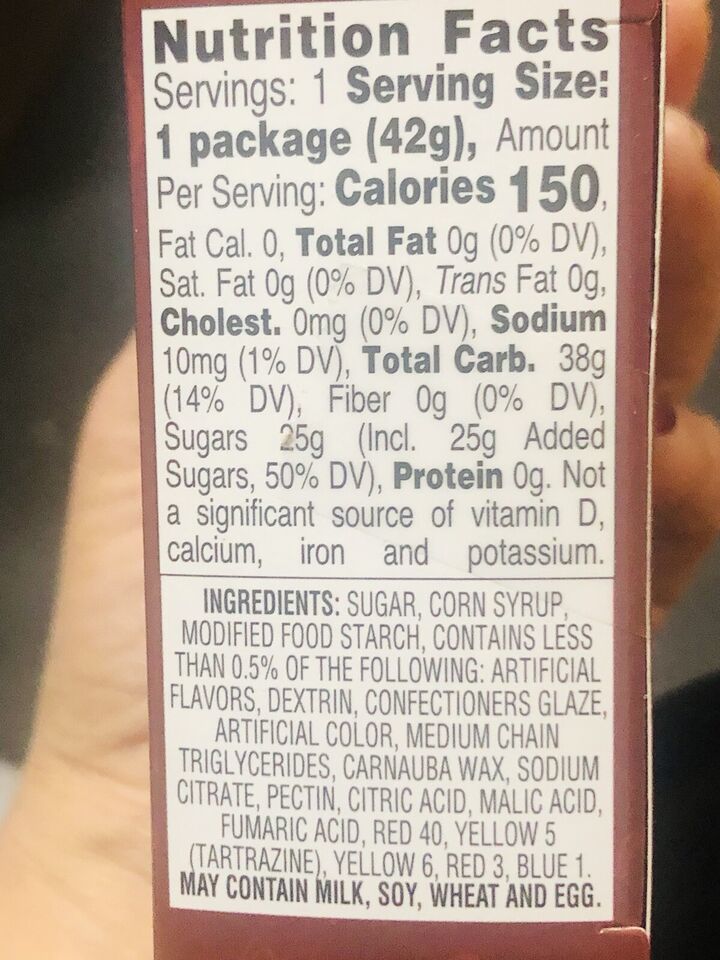 Nutrition Facts
Servings: 1 Serving Size:
1 package (42g), Amount
Per Serving: Calories 150,
Fat Cal. 0, Total Fat 0g (0% DV),
Sat. Fat 0g (0% DV), Trans Fat 0g,
Cholest. 0mg (0% DV), Sodium
10mg (1% DV), Total Carb. 38g
(14% DV), Fiber 0g (0% DV),
Sugars 25g (Incl. 25g Added
Sugars, 50% DV), Protein 0g. Not
a significant source of vitamin D,
calcium, iron and potassium.
INGREDIENTS: SUGAR, CORN SYRUP,
MODIFIED FOOD STARCH, CONTAINS LESS
THAN 0.5% OF THE FOLLOWING: ARTIFICIAL
FLAVORS, DEXTRIN, CONFECTIONERS GLAZE,
ARTIFICIAL COLOR, MEDIUM CHAIN
TRIGLYCERIDES, CARNAUBA WAX, SODIUM
CITRATE, PECTIN, CITRIC ACID, MALIC ACID,
FUMARIC ACID, RED 40, YELLOW 5
(TARTRAZINE), YELLOW 6, RED 3, BLUE 1.
MAY CONTAIN MILK, SOY, WHEAT AND EGG.